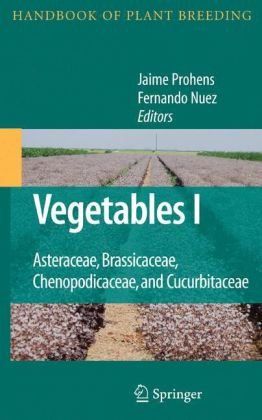 HANDBOOK OF PLANT BREEDING
Jaime Prohens
Fernando Nuez
Editors
Vegetables I
Asteraceae, Brassicaceae,
Chenopodicaceae, and Cucurbitaceae
Springer